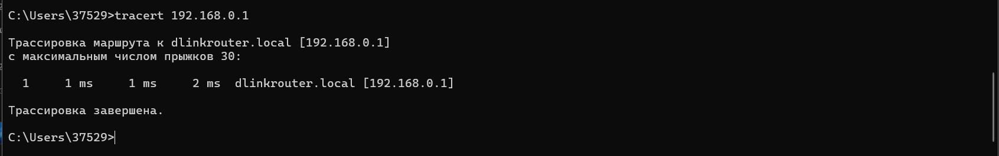 C:\Users\37529>tracert 192.168.0.1
Трассировка маршрута к dlinkrouter.local [192.168.0.1]
с максимальным числом прыжков 30:
1 1 ms 1 ms 2 ms dlinkrouter.local [192.168.0.1]
Трассировка завершена.
C:\Users\37529>